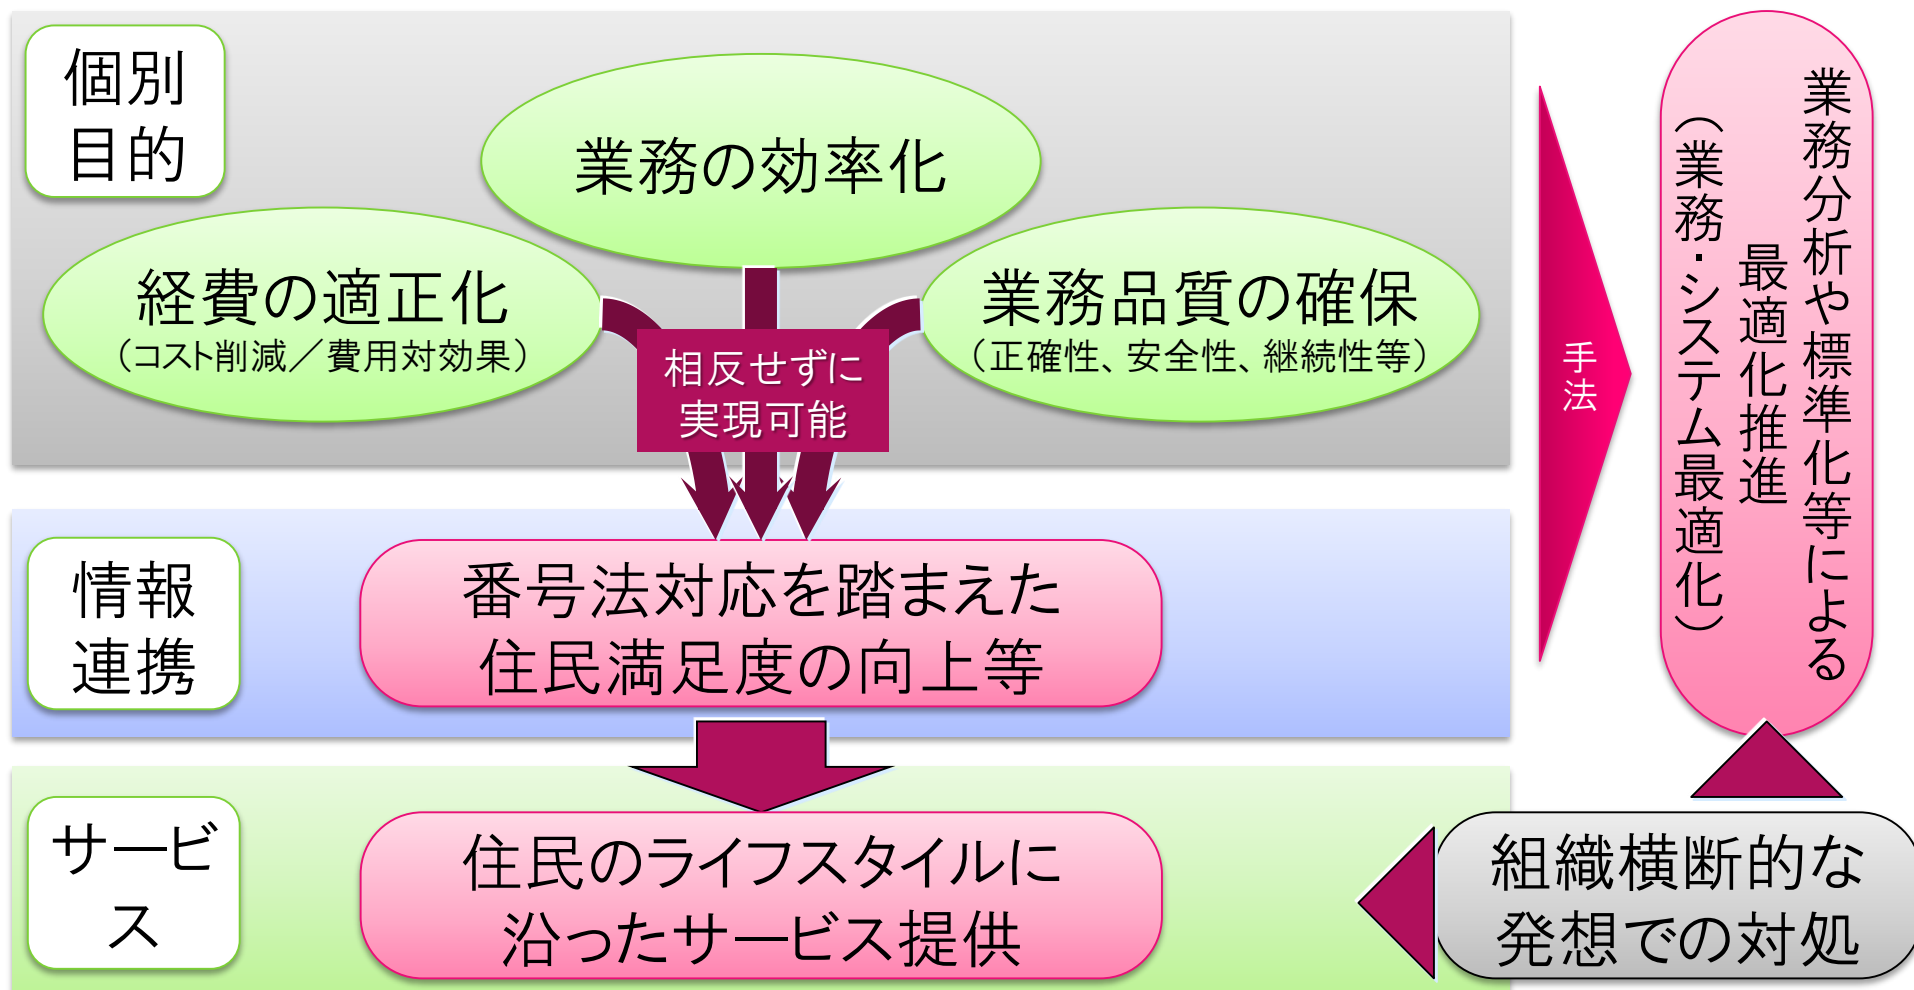 個別
目的
業務の効率化
経費の適正化
（コスト削減／費用対効果）
業務品質の確保
（正確性、安全性、継続性等）
相反せずに
実現可能
情報
連携
番号法対応を踏まえた
住民満足度の向上等
サービ
ス
住民のライフスタイルに
沿ったサービス提供
手法
業務分析や標準化等による
最適化推進
（業務・システム最適化）
組織横断的な
発想での対処